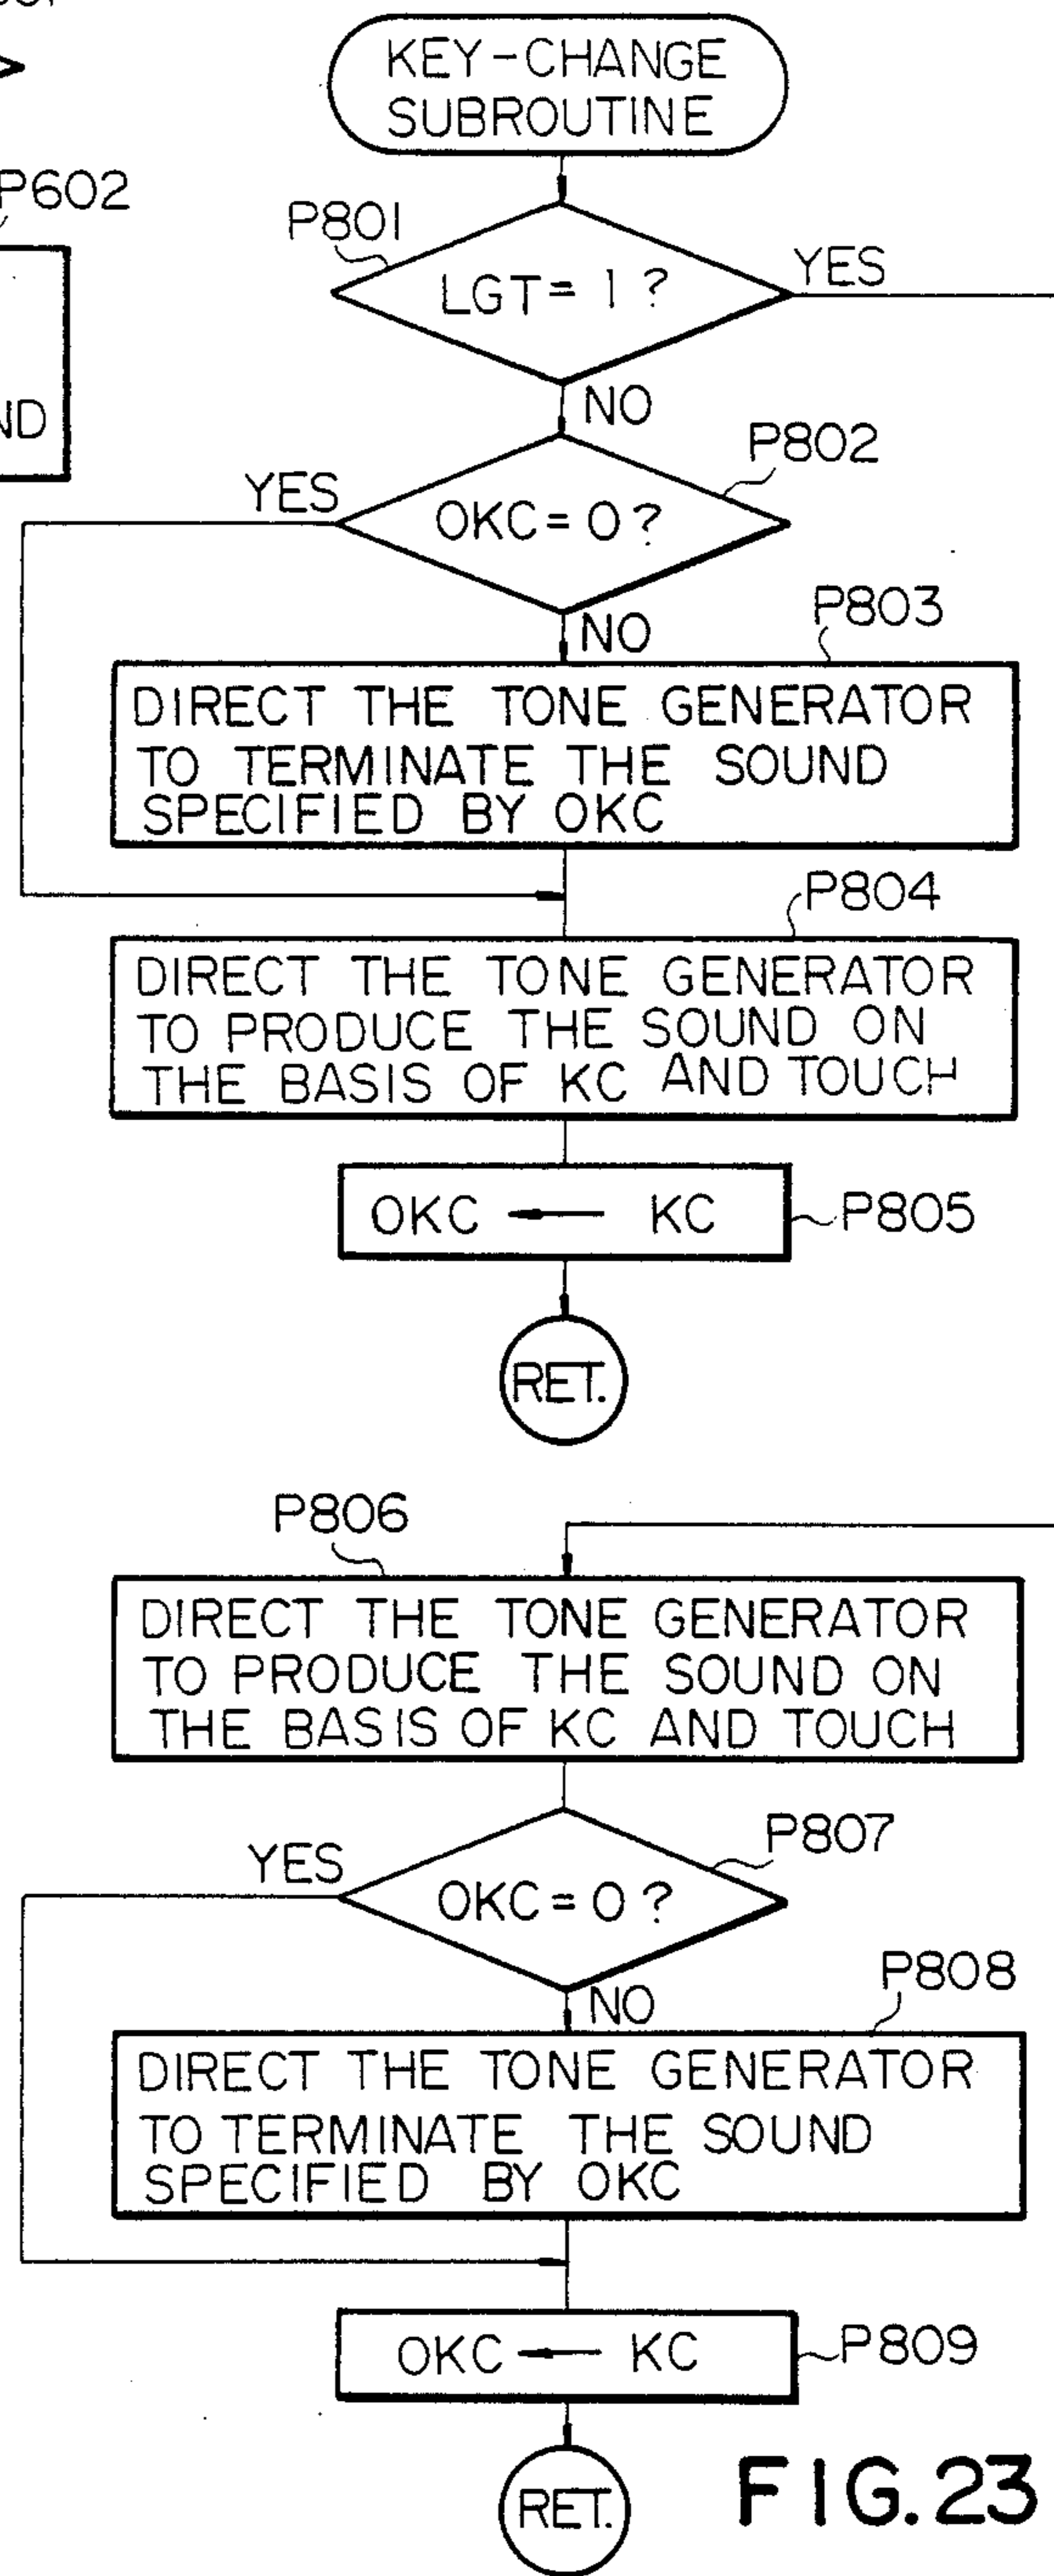 KEY-CHANGE
SUBROUTINE
P602
P801
LGT = 1 ?
YES
NO
P802
YES
OKC = 0 ?
NO
P803
DIRECT THE TONE GENERATOR
TO TERMINATE THE SOUND
SPECIFIED BY OKC
P804
DIRECT THE TONE GENERATOR
TO PRODUCE THE SOUND ON
THE BASIS OF KC AND TOUCH
OKC ← KC
P805
RET.
P806
DIRECT THE TONE GENERATOR
TO PRODUCE THE SOUND ON
THE BASIS OF KC AND TOUCH
P807
YES
OKC = 0 ?
NO
P808
DIRECT THE TONE GENERATOR
TO TERMINATE THE SOUND
SPECIFIED BY OKC
OKC ← KC
P809
RET.
FIG.23